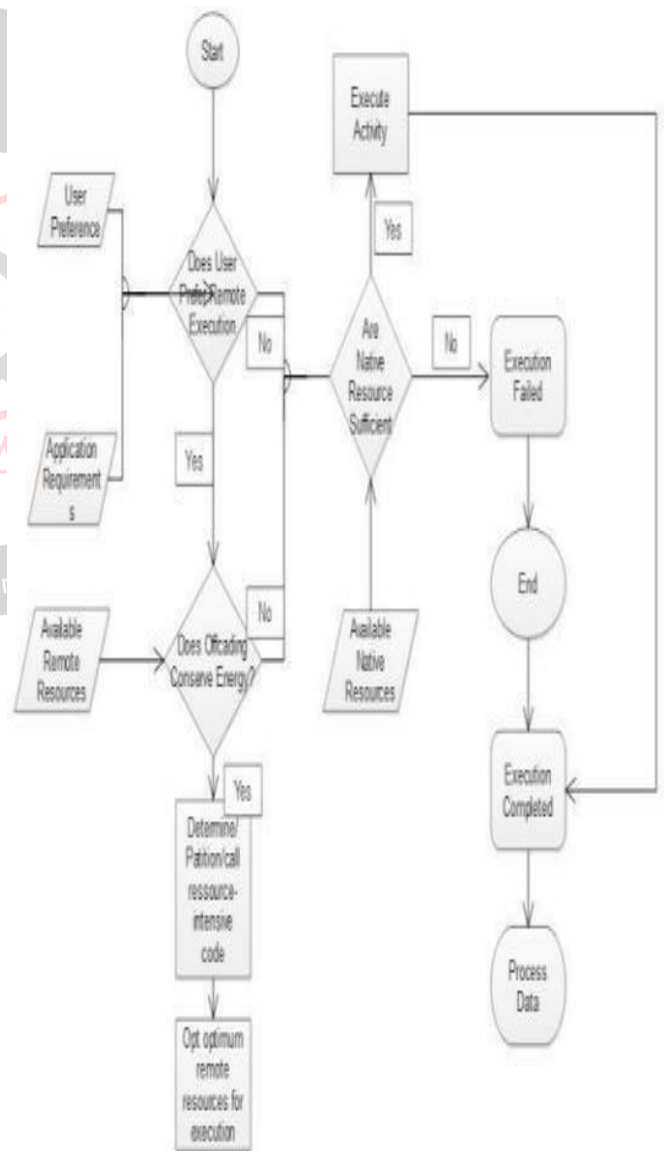 Start
User
Preference
Does User
Prefer Remote
Execution
No
Application
Requirement
s
Yes
Available
Remote
Resources
Does Offcading
Conserve Energy?
No
Yes
Determine/
Patition/call
ressource-
intensive
code
Opt optimum
remote
resources for
execution
Execute
Activity
Yes
Are
Native
Resource
Sufficient
No
Execution
Failed
Available
Native
Resources
End
Execution
Completed
Process
Data